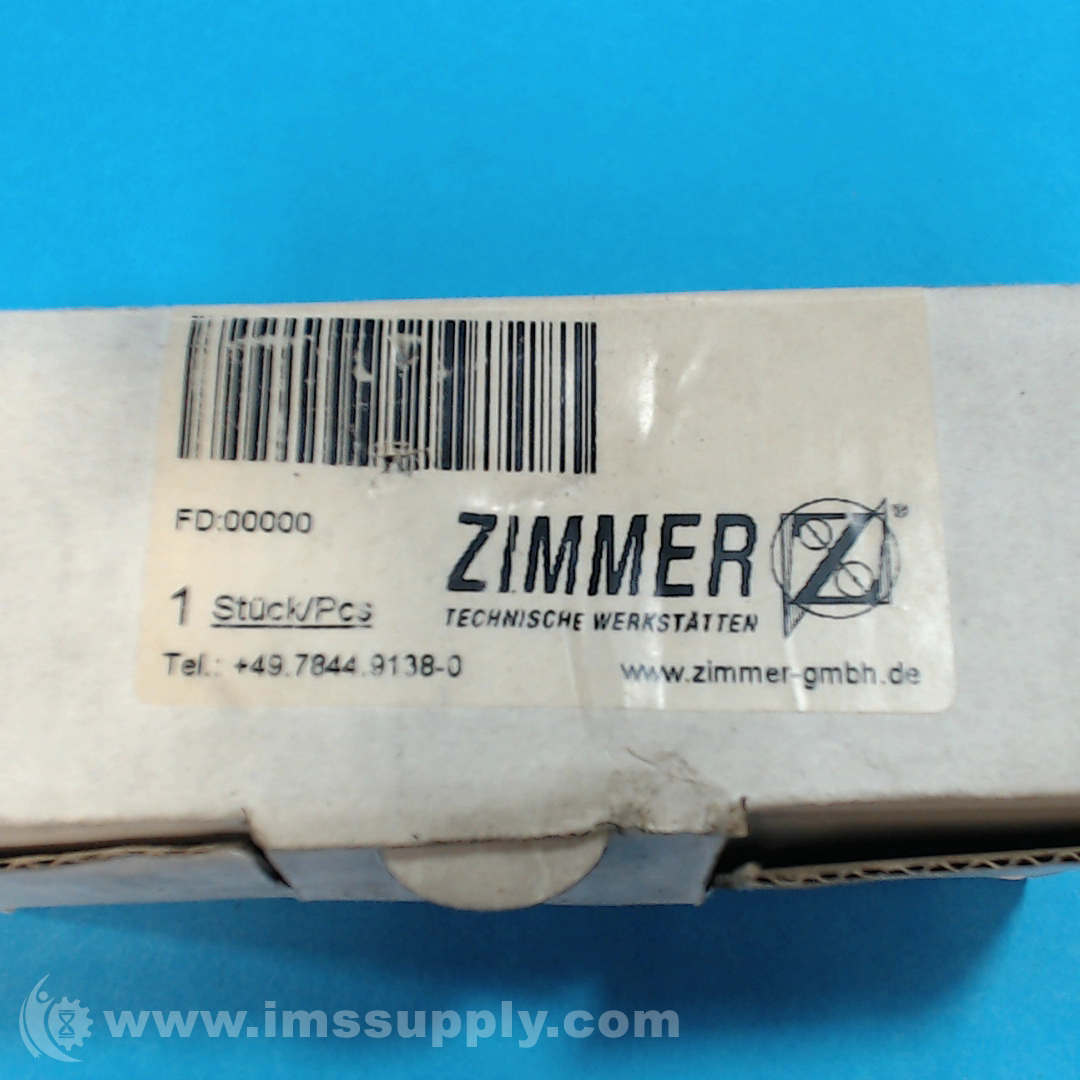 FD:00000
ZIMMER Z®
1 Stück/Pcs
TECHNISCHE WERKSTÄTTEN
Tel.: +49.7844.9138-0
www.zimmer-gmbh.de
www.imssupply.com